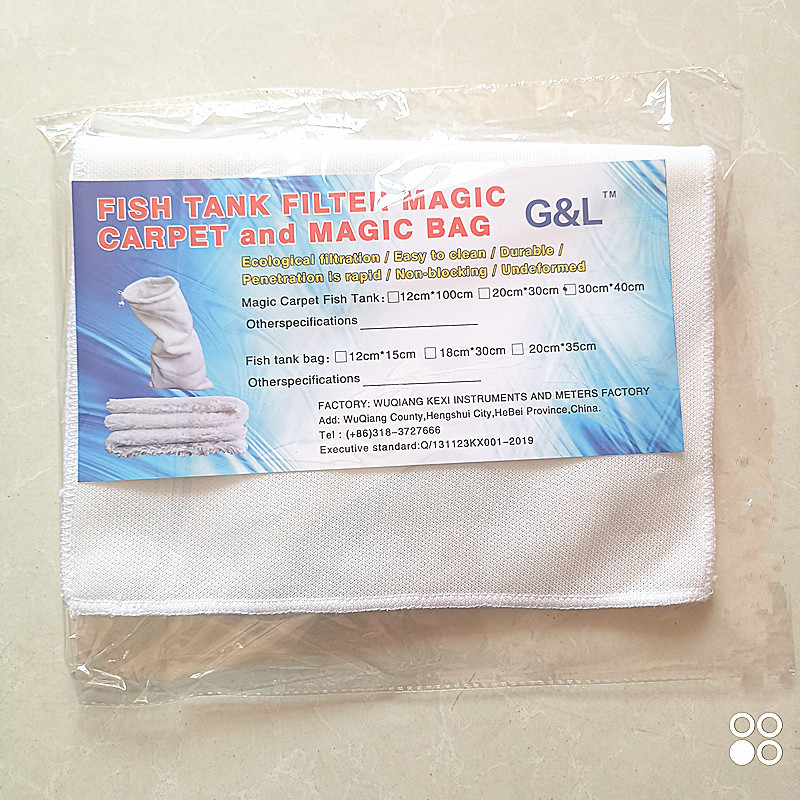 FISH TANK FILTER MAGIC
CARPET and MAGIC BAG
G&L™
Ecological filtration / Easy to clean / Durable /
Penetration is rapid / Non-blocking / Undeformed
Magic Carpet Fish Tank: □12cm*100cm □20cm*30cm □30cm*40cm
Otherspecifications
Fish tank bag: □12cm*15cm □18cm*30cm □20cm*35cm
Otherspecifications
FACTORY: WUQIANG KEXI INSTRUMENTS AND METERS FACTORY
Add: WuQiang County,Hengshui City,HeBei Province,China.
Tel : (+86)318-3727666
Executive standard:Q/131123KX001-2019